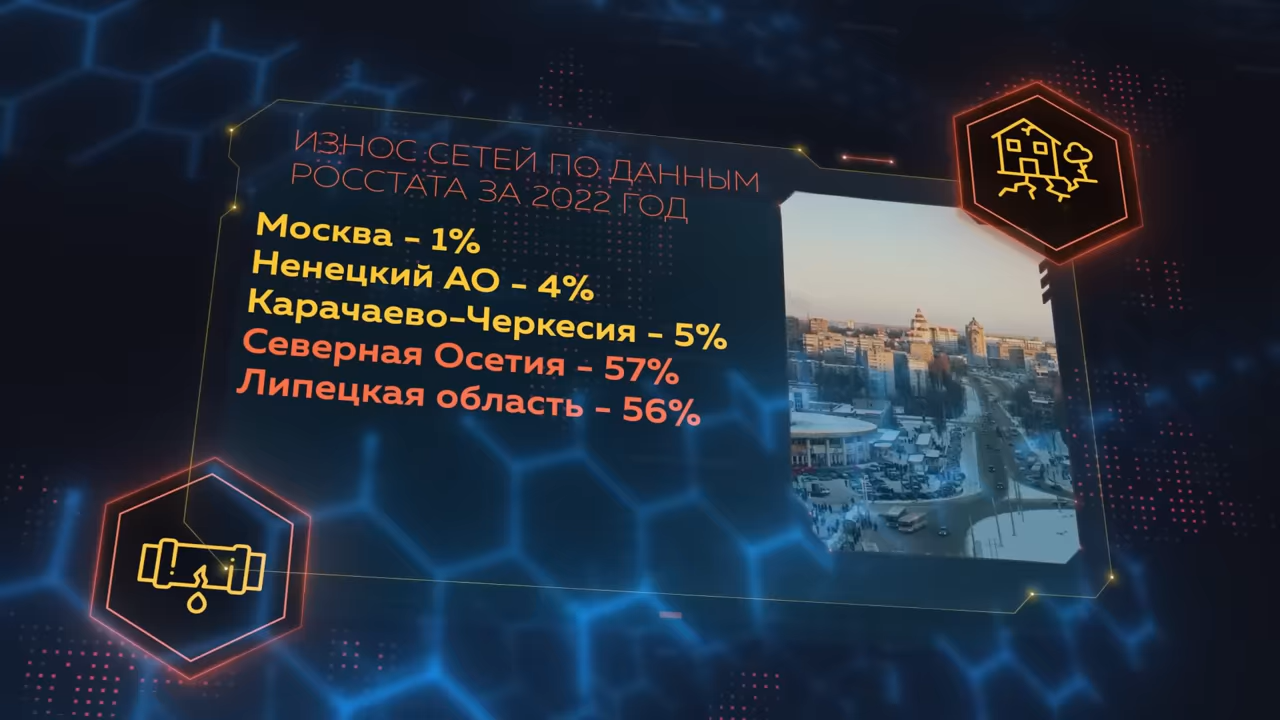 ИЗНОС СЕТЕЙ ПО ДАННЫМ
РОССТАТА ЗА 2022 ГОД
Москва - 1%
Ненецкий АО - 4%
Карачаево-Черкесия - 5%
Северная Осетия - 57%
Липецкая область - 56%